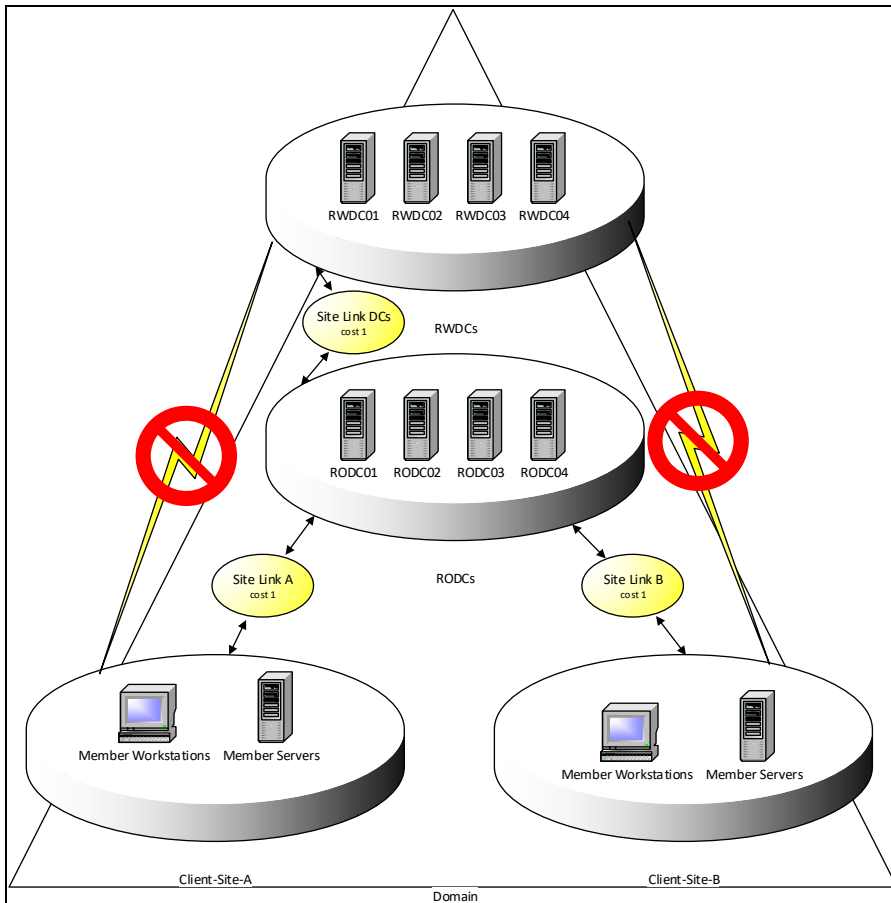 RWDC01 RWDC02 RWDC03 RWDC04
Site Link DCs
cost 1
RWDCs
RODC01 RODC02 RODC03 RODC04
Site Link A
cost 1
RODCs
Site Link B
cost 1
Member Workstations Member Servers
Member Workstations Member Servers
Client-Site-A
Client-Site-B
Domain